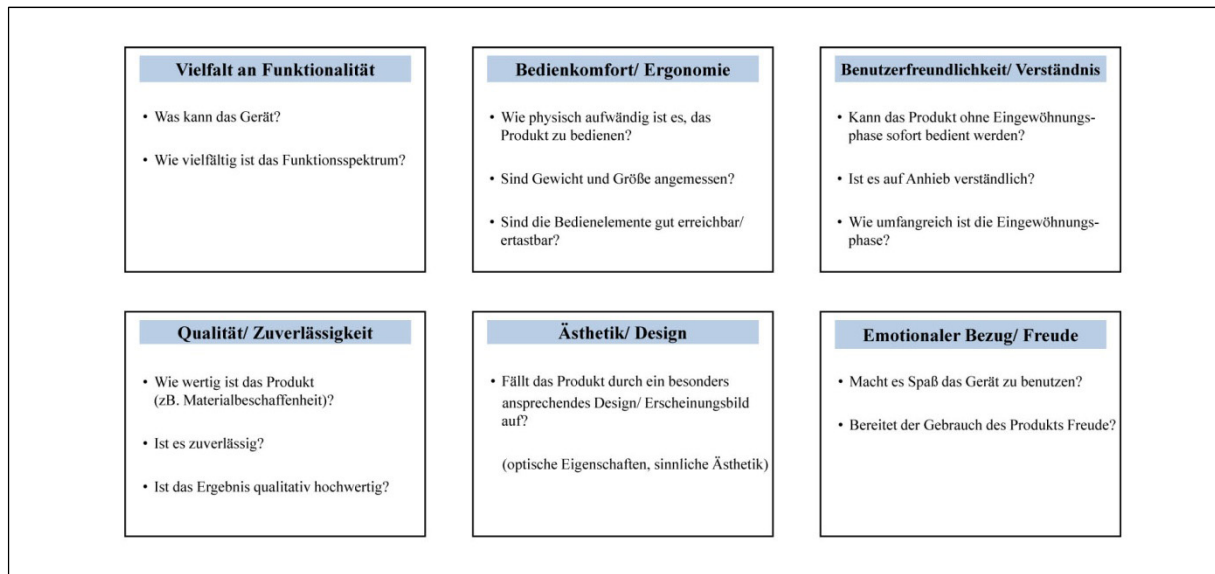 Vielfalt an Funktionalität
• Was kann das Gerät?
• Wie vielfältig ist das Funktionsspektrum?
Bedienkomfort/ Ergonomie
• Wie physisch aufwändig ist es, das
Produkt zu bedienen?
• Sind Gewicht und Größe angemessen?
• Sind die Bedienelemente gut erreichbar/
ertastbar?
Benutzerfreundlichkeit/ Verständnis
• Kann das Produkt ohne Eingewöhnungs-
phase sofort bedient werden?
• Ist es auf Anhieb verständlich?
• Wie umfangreich ist die Eingewöhnungs-
phase?
Qualität/ Zuverlässigkeit
• Wie wertig ist das Produkt
(zB. Materialbeschaffenheit)?
• Ist es zuverlässig?
• Ist das Ergebnis qualitativ hochwertig?
Ästhetik/ Design
• Fällt das Produkt durch ein besonders
ansprechendes Design/ Erscheinungsbild
auf?
(optische Eigenschaften, sinnliche Ästhetik)
Emotionaler Bezug/ Freude
• Macht es Spaß das Gerät zu benutzen?
• Bereitet der Gebrauch des Produkts Freude?